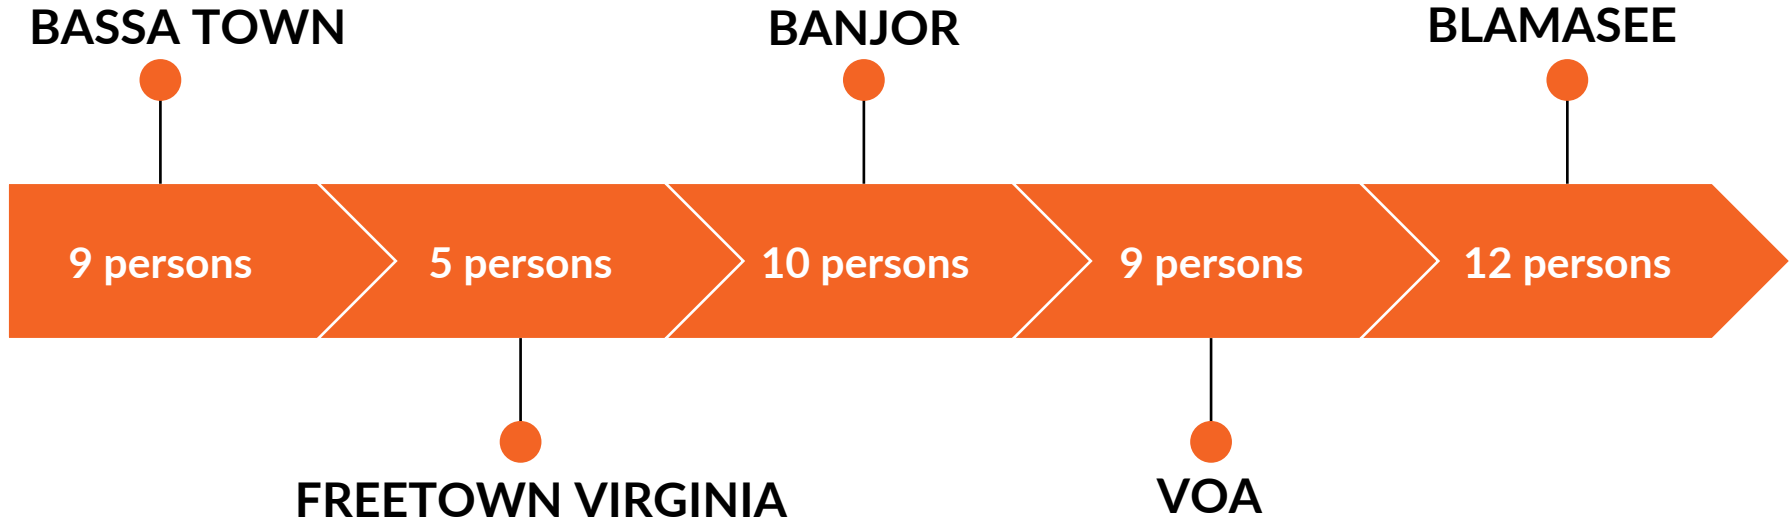 BASSA TOWN
BANJOR
BLAMASEE
9 persons
5 persons
10 persons
9 persons
12 persons
FREETOWN VIRGINIA
VOA